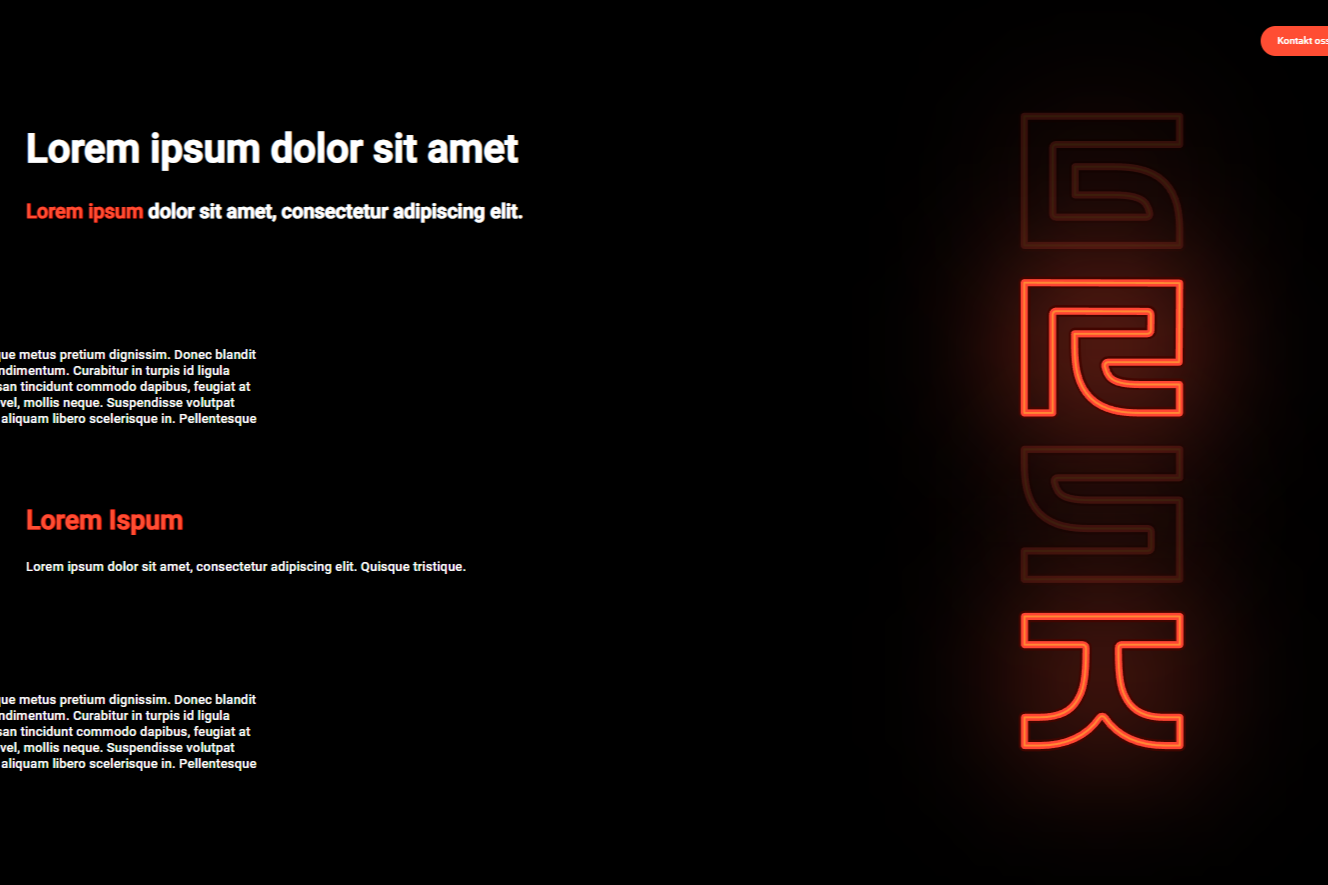 Kontakt oss
Lorem ipsum dolor sit amet
Lorem ipsum dolor sit amet, consectetur adipiscing elit.
ue metus pretium dignissim. Donec blandit
ndimentum. Curabitur in turpis id ligula
san tincidunt commodo dapibus, feugiat at
vel, mollis neque. Suspendisse volutpat
aliquam libero scelerisque in. Pellentesque
Lorem Ispum
Lorem ipsum dolor sit amet, consectetur adipiscing elit. Quisque tristique.
ue metus pretium dignissim. Donec blandit
ndimentum. Curabitur in turpis id ligula
san tincidunt commodo dapibus, feugiat at
vel, mollis neque. Suspendisse volutpat
aliquam libero scelerisque in. Pellentesque